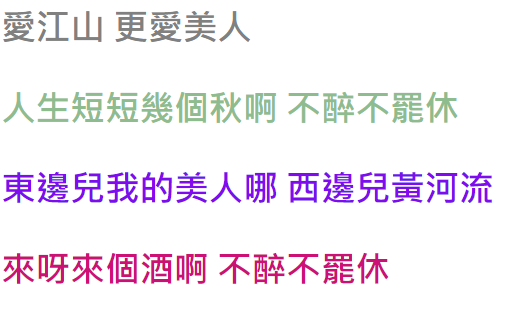 愛江山 更愛美人
人生短短幾個秋啊 不醉不罷休
東邊兒我的美人哪 西邊兒黃河流
來呀來個酒啊 不醉不罷休